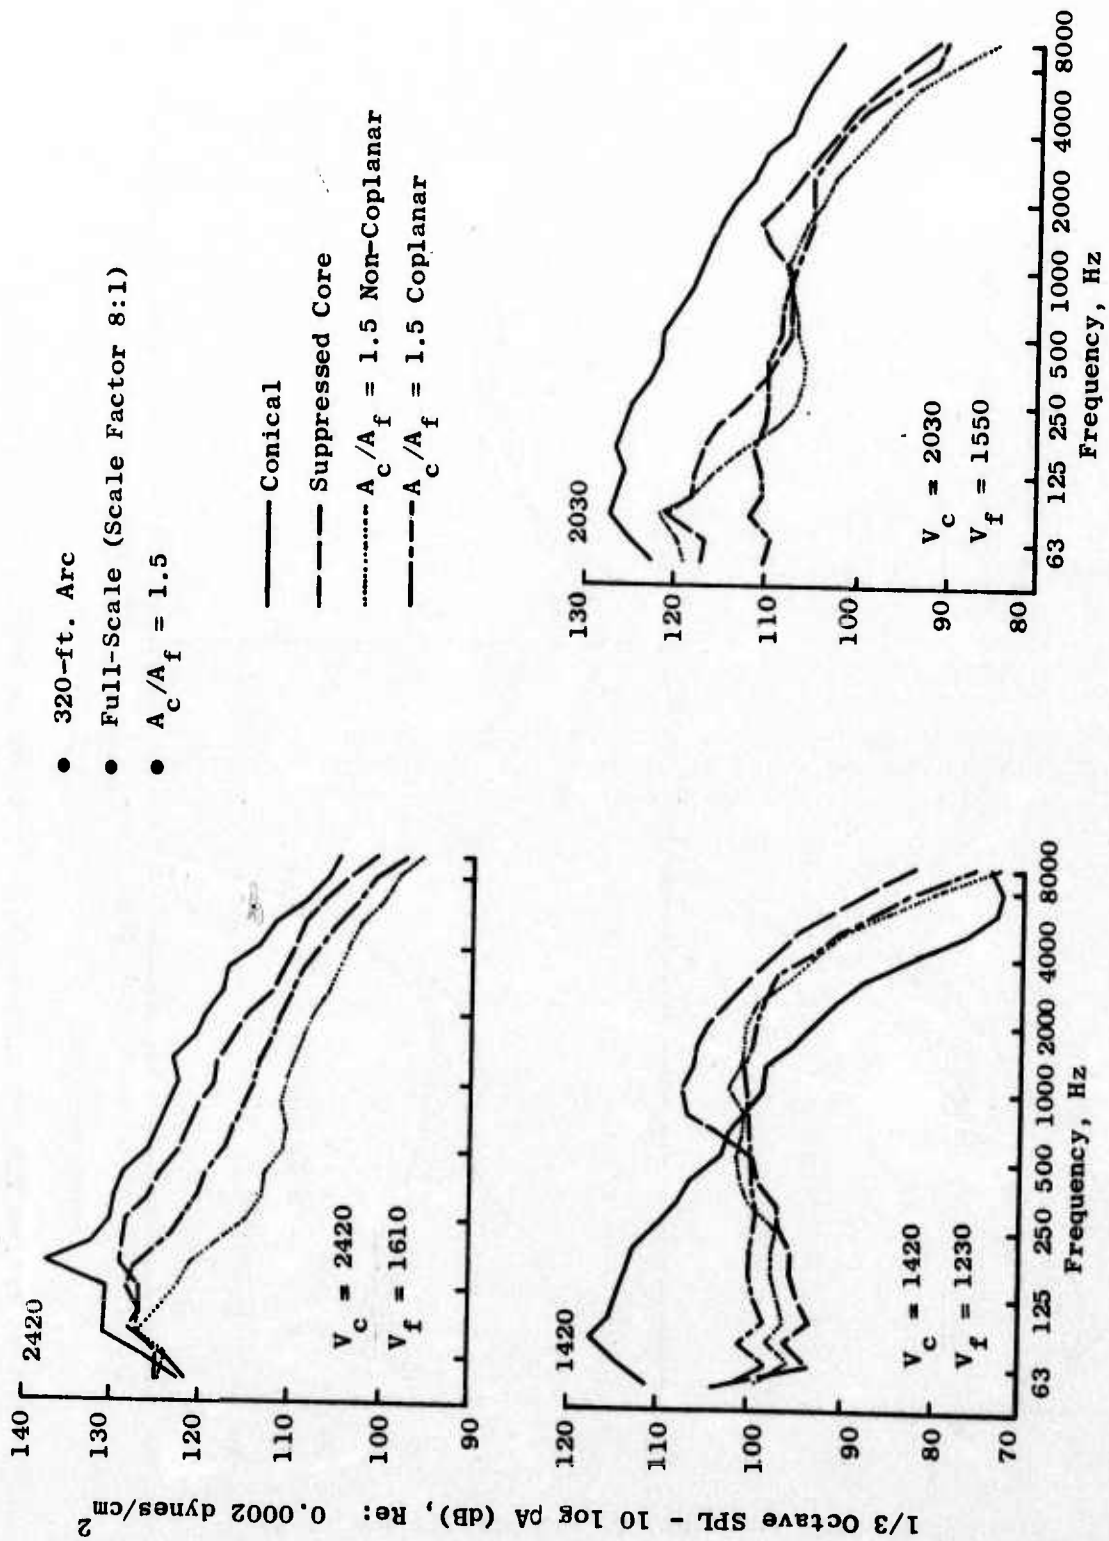 ● 320-ft. Arc
● Full-Scale (Scale Factor 8:1)
● A_c/A_f = 1.5
Conical
Suppressed Core
A_c/A_f = 1.5 Non-Coplanar
A_c/A_f = 1.5 Coplanar
1/3 Octave SPL - 10 log ρA (dB), Re: 0.0002 dynes/cm²
140
130
120
110
100
90
2420
V_c = 2420
V_f = 1610
120
110
100
90
80
70
1420
V_c = 1420
V_f = 1230
63 125 250 500 1000 2000 4000 8000
Frequency, Hz
130
120
110
100
90
80
2030
V_c = 2030
V_f = 1550
63 125 250 500 1000 2000 4000 8000
Frequency, Hz